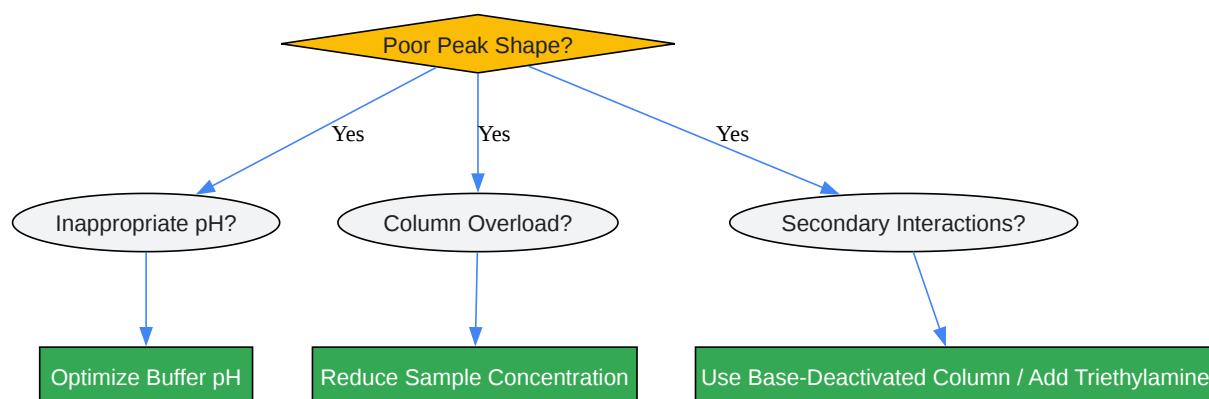 Poor Peak Shape?
Yes
Yes
Yes
Inappropriate pH?
Column Overload?
Secondary Interactions?
Optimize Buffer pH
Reduce Sample Concentration
Use Base-Deactivated Column / Add Triethylamine